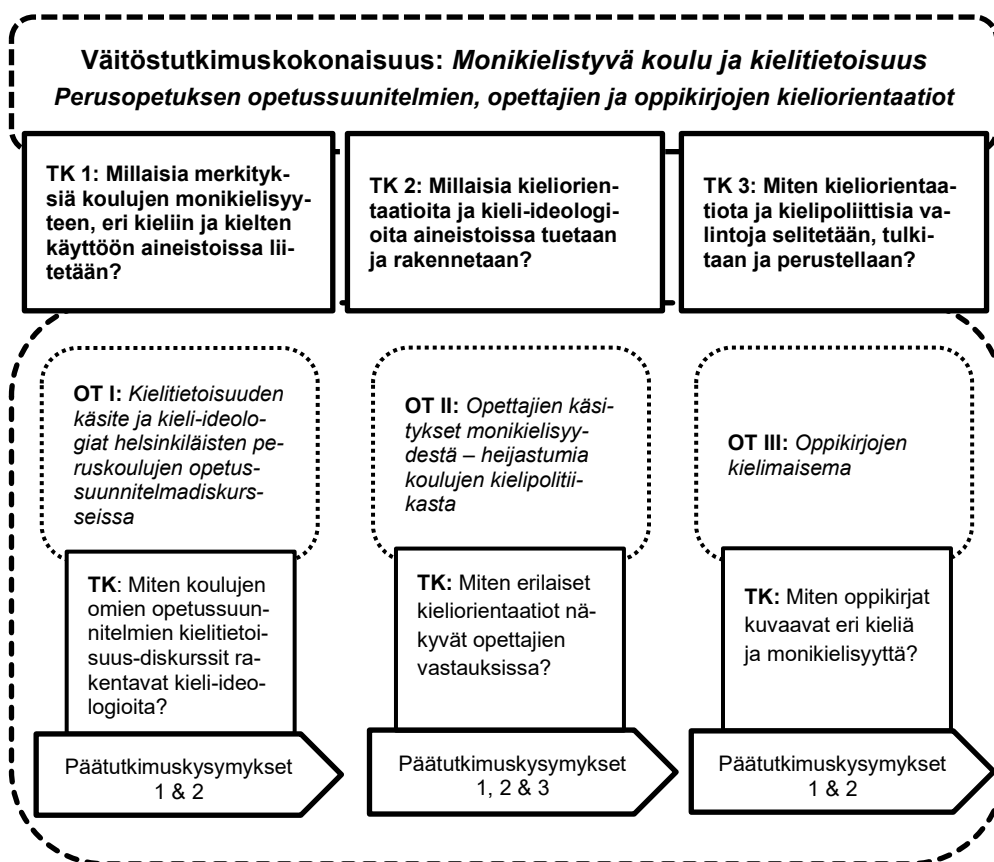 Väitöstutkimuskokonaisuus: Monikielistyvä koulu ja kielitietoisuus
Perusopetuksen opetussuunitelmien, opettajien ja oppikirjojen kieliorientaatiot
TK 1: Millaisia merkityk-
siä koulujen monikielisyy-
teen, eri kieliin ja kielten
käyttöön aineistoissa lii-
tetään?
TK 2: Millaisia kieliorien-
taatioita ja kieli-ideologi-
oita aineistoissa tuetaan
ja rakennetaan?
TK 3: Miten kieliorientaa-
tiota ja kielipoliittisia va-
lintoja selitetään, tulki-
taan ja perustellaan?
OT I: Kielitietoisuuden
käsite ja kieli-ideolo-
giat helsinkiläisten pe-
ruskoulujen opetus-
suunnitelmadiskurs-
seissa
OT II: Opettajien käsi-
tykset monikielisyy-
destä – heijastumia
koulujen kielipolitii-
kasta
OT III: Oppikirjojen
kielimaisema
TK: Miten koulujen
omien opetussuun-
nitelmien kielitietoi-
suus-diskurssit ra-
kentavat kieli-ideo-
logioita?
TK: Miten erilaiset
kieliorientaatiot nä-
kyvät opettajien
vastauksissa?
TK: Miten oppikirjat
kuvaavat eri kieliä
ja monikielisyyttä?
Päätutkimuskysymykset
1 & 2
Päätutkimuskysymykset
1, 2 & 3
Päätutkimuskysymykset
1 & 2